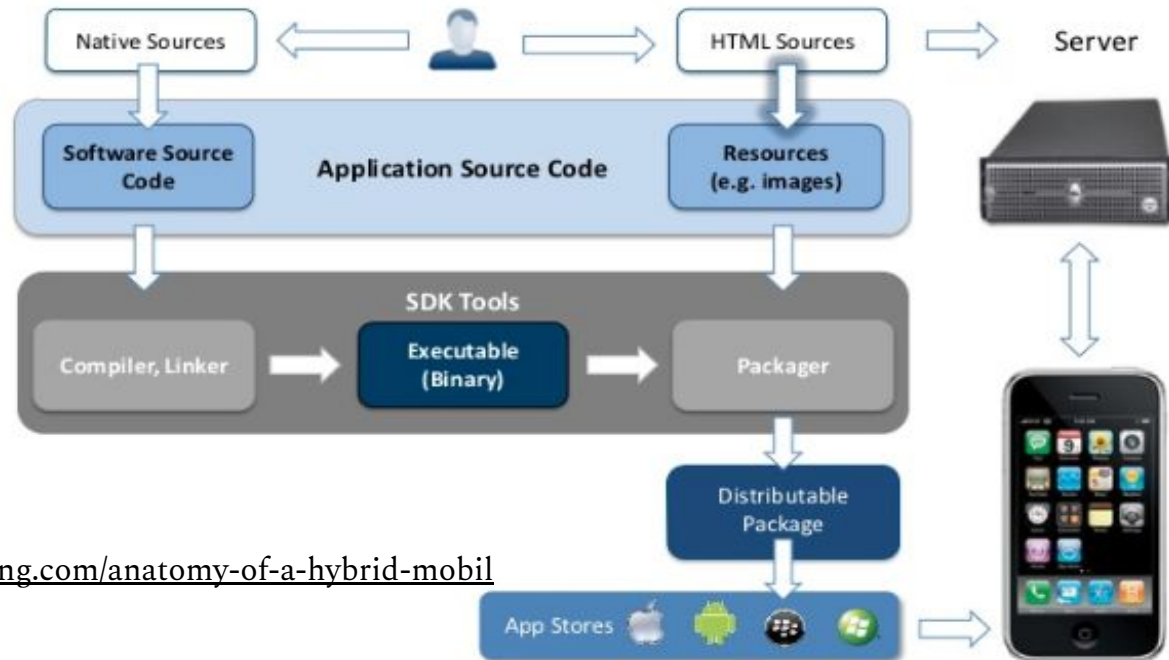 Native Sources
HTML Sources
Server
Software Source
Code
Application Source Code
Resources
(e.g. images)
SDK Tools
Compiler, Linker
Executable
(Binary)
Packager
Distributable
Package
ng.com/anatomy-of-a-hybrid-mobil
App Stores